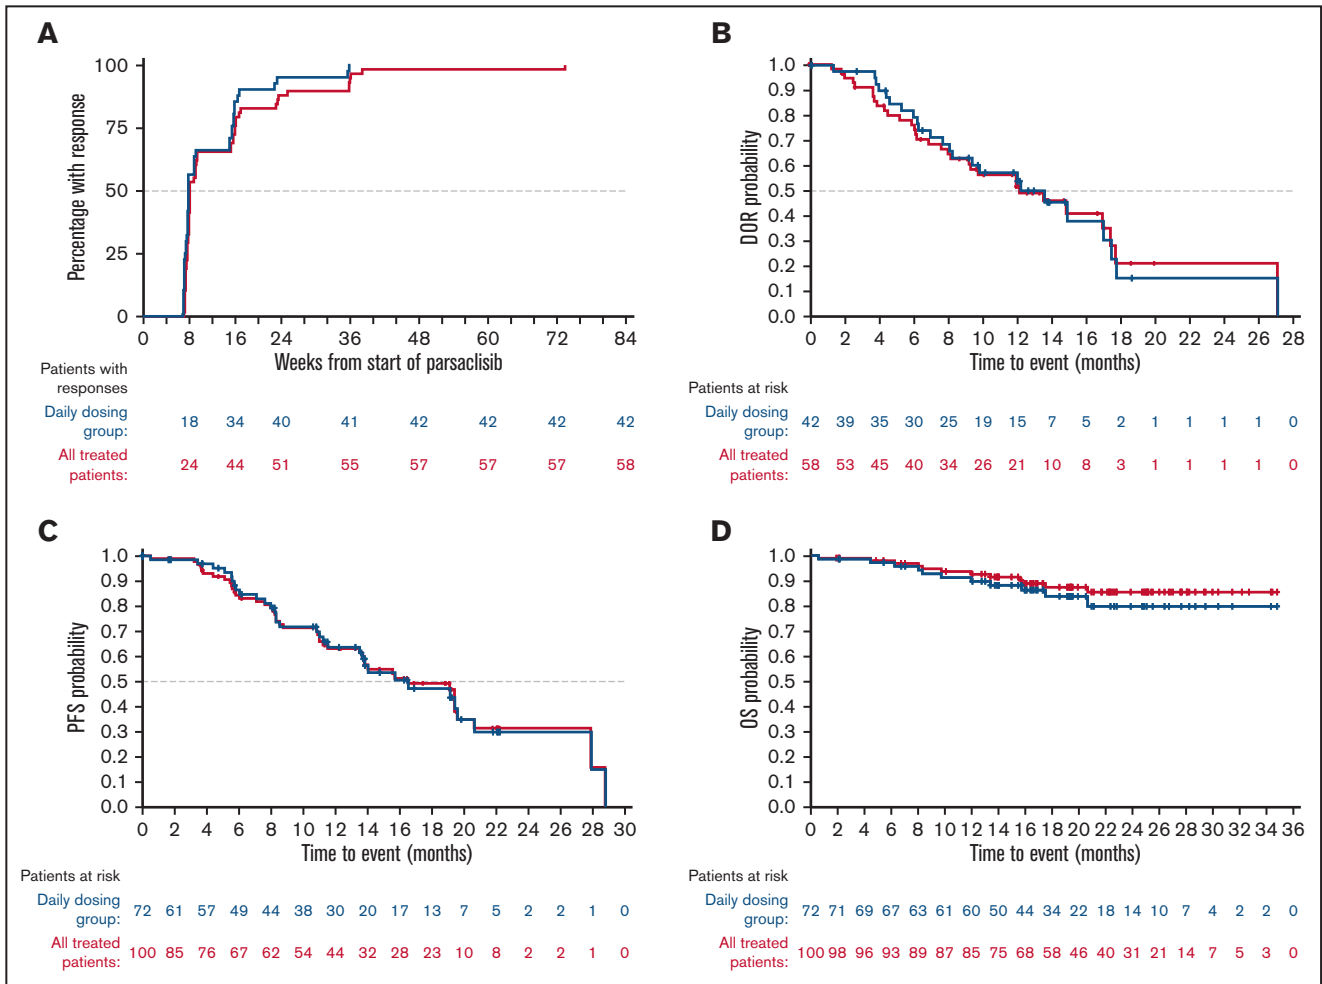 A
Percentage with response
100
75
50
25
0
0 8 16 24 36 48 60 72 84
Weeks from start of parsaclisib
Patients with
responses
Daily dosing
group: 18 34 40 41 42 42 42 42
All treated
patients: 24 44 51 55 57 57 57 58
B
DOR probability
1.0
0.9
0.8
0.7
0.6
0.5
0.4
0.3
0.2
0.1
0.0
0 2 4 6 8 10 12 14 16 18 20 22 24 26 28
Time to event (months)
Patients at risk
Daily dosing
group: 42 39 35 30 25 19 15 7 5 2 1 1 1 1 0
All treated
patients: 58 53 45 40 34 26 21 10 8 3 1 1 1 1 0
C
PFS probability
1.0
0.9
0.8
0.7
0.6
0.5
0.4
0.3
0.2
0.1
0.0
0 2 4 6 8 10 12 14 16 18 20 22 24 26 28 30
Time to event (months)
Patients at risk
Daily dosing
group: 72 61 57 49 44 38 30 20 17 13 7 5 2 2 1 0
All treated
patients: 100 85 76 67 62 54 44 32 28 23 10 8 2 2 1 0
D
OS probability
1.0
0.9
0.8
0.7
0.6
0.5
0.4
0.3
0.2
0.1
0.0
0 2 4 6 8 10 12 14 16 18 20 22 24 26 28 30 32 34 36
Time to event (months)
Patients at risk
Daily dosing
group: 72 71 69 67 63 61 60 50 44 34 22 18 14 10 7 4 2 2 0
All treated
patients: 100 98 96 93 89 87 85 75 68 58 46 40 31 21 14 7 5 3 0